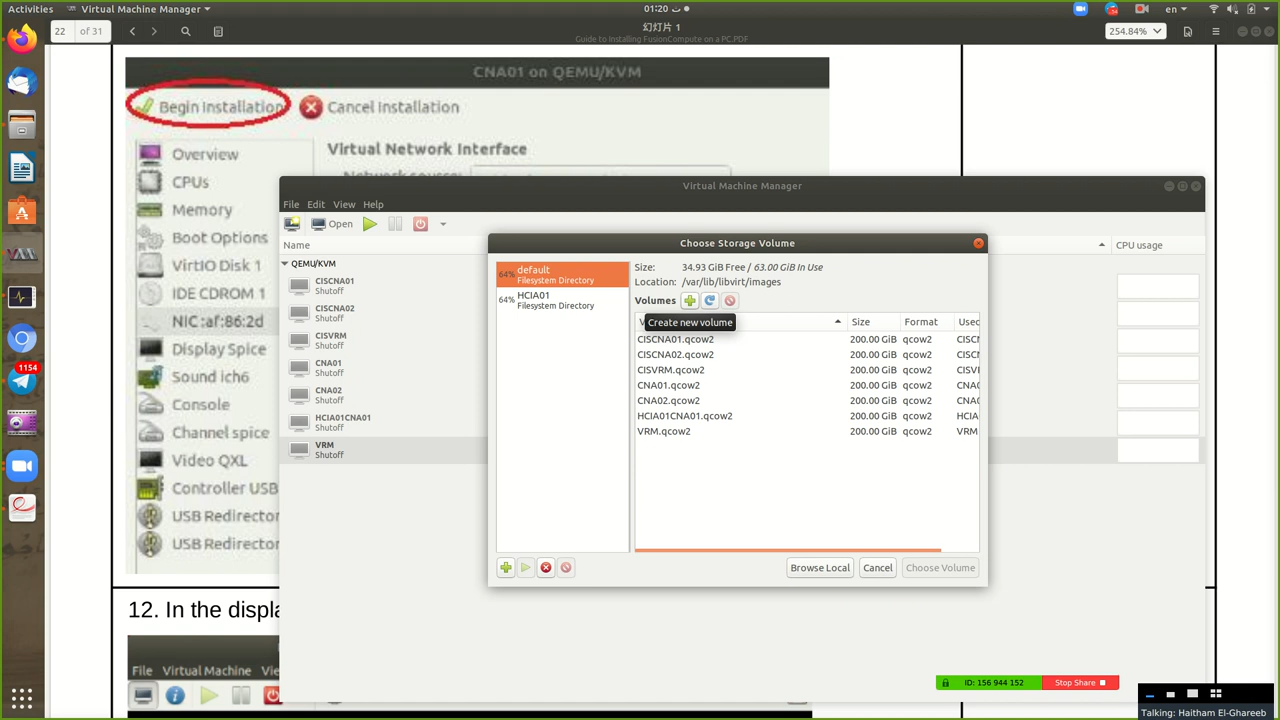 Activities
Virtual Machine Manager
01:20 ث
en
22
of 31
幻灯片 1
Guide to Installing FusionCompute on a PC.PDF
254.84%
CNA01 on QEMU/KVM
Begin Installation
Cancel Installation
Overview
CPUs
Memory
Boot Options
VirtIO Disk 1
IDE CDROM 1
NIC :af:86:2d
Display Spice
Sound ich6
Console
Channel spice
Video QXL
Controller USB
USB Redirector
USB Redirector
Virtual Network Interface
12. In the displa
File Virtual Machine Vie
Virtual Machine Manager
File Edit View Help
Open
Name
CPU usage
QEMU/KVM
CISCNA01
Shutoff
CISCNA02
Shutoff
CISVRM
Shutoff
CNA01
Shutoff
CNA02
Shutoff
HCIA01CNA01
Shutoff
VRM
Shutoff
Choose Storage Volume
64% default
Filesystem Directory
64% HCIA01
Filesystem Directory
Size: 34.93 GiB Free / 63.00 GiB In Use
Location: /var/lib/libvirt/images
Volumes
Create new volume
Size Format Used
CISCNA01.qcow2 200.00 GiB qcow2 CISC
CISCNA02.qcow2 200.00 GiB qcow2 CISC
CISVRM.qcow2 200.00 GiB qcow2 CISV
CNA01.qcow2 200.00 GiB qcow2 CNA0
CNA02.qcow2 200.00 GiB qcow2 CNA0
HCIA01CNA01.qcow2 200.00 GiB qcow2 HCIA
VRM.qcow2 200.00 GiB qcow2 VRM
Browse Local
Cancel
Choose Volume
1154
ID: 156 944 152
Stop Share
Talking: Haitham El-Ghareeb